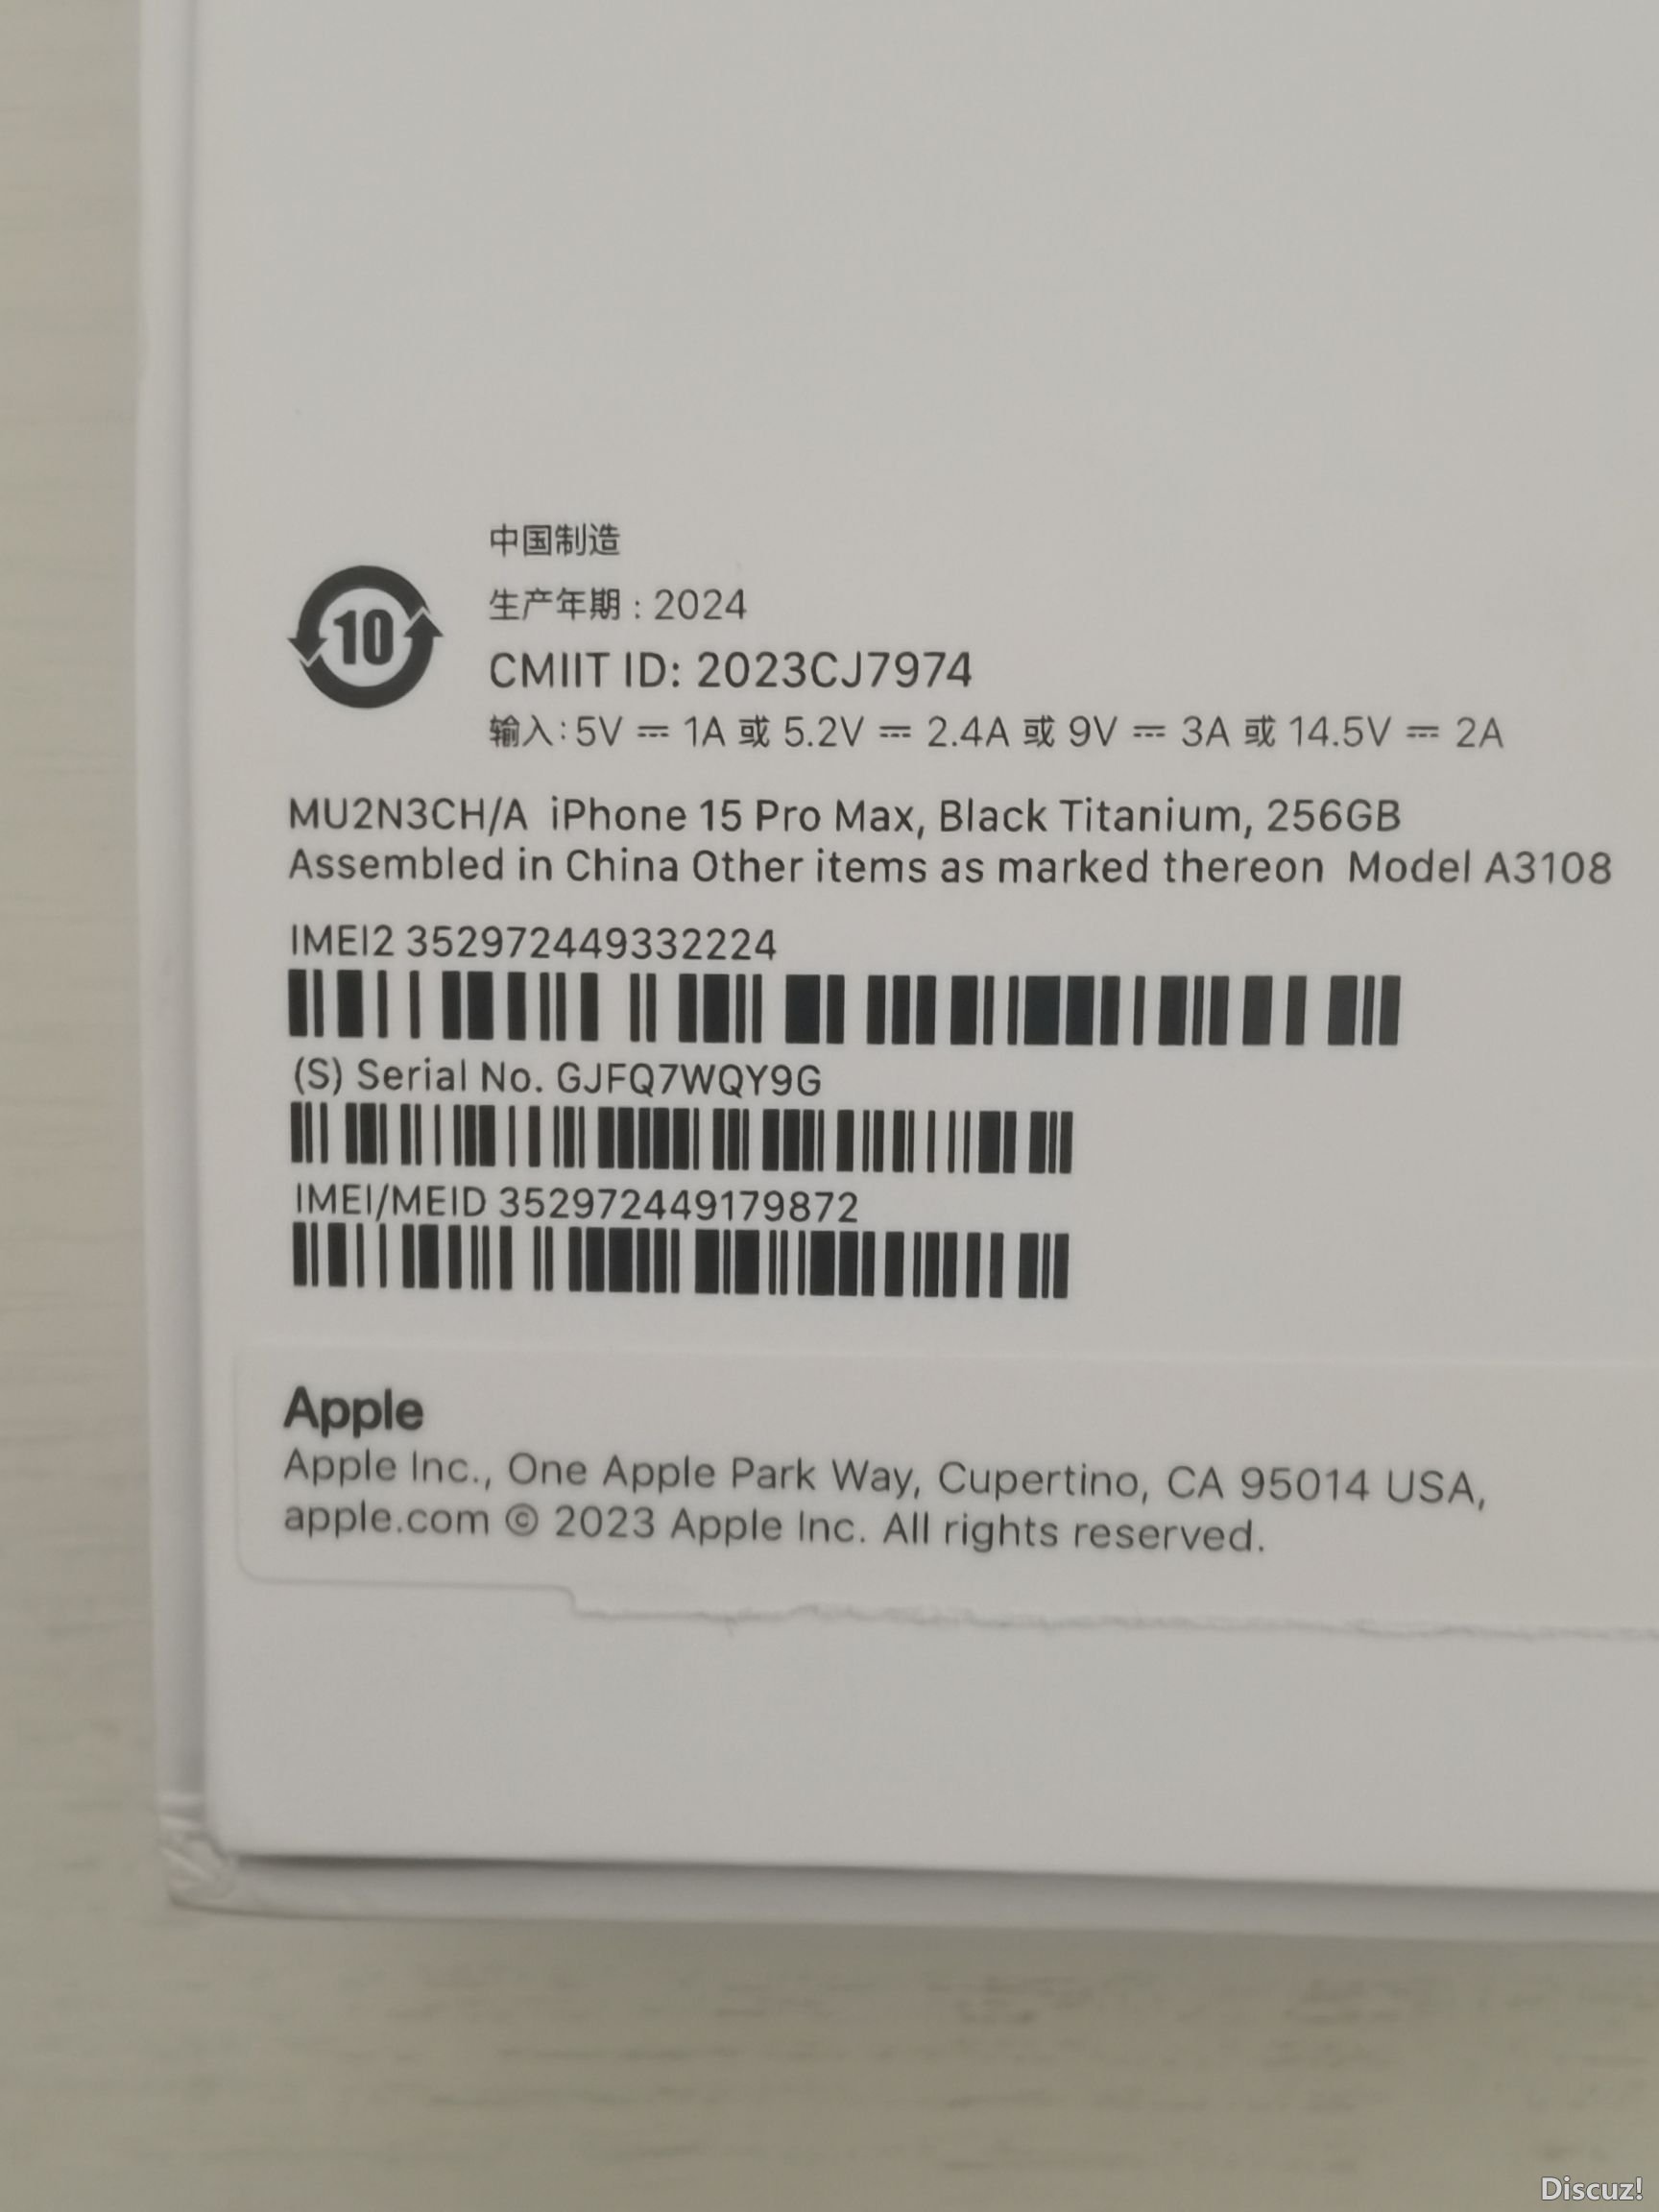 中国制造
生产年期 : 2024
10
CMIIT ID: 2023CJ7974
输入: 5V ⎓ 1A 或 5.2V ⎓ 2.4A 或 9V ⎓ 3A 或 14.5V ⎓ 2A
MU2N3CH/A iPhone 15 Pro Max, Black Titanium, 256GB
Assembled in China Other items as marked thereon Model A3108
IMEI2 352972449332224
(S) Serial No. GJFQ7WQY9G
IMEI/MEID 352972449179872
Apple
Apple Inc., One Apple Park Way, Cupertino, CA 95014 USA,
apple.com © 2023 Apple Inc. All rights reserved.
Discuz!